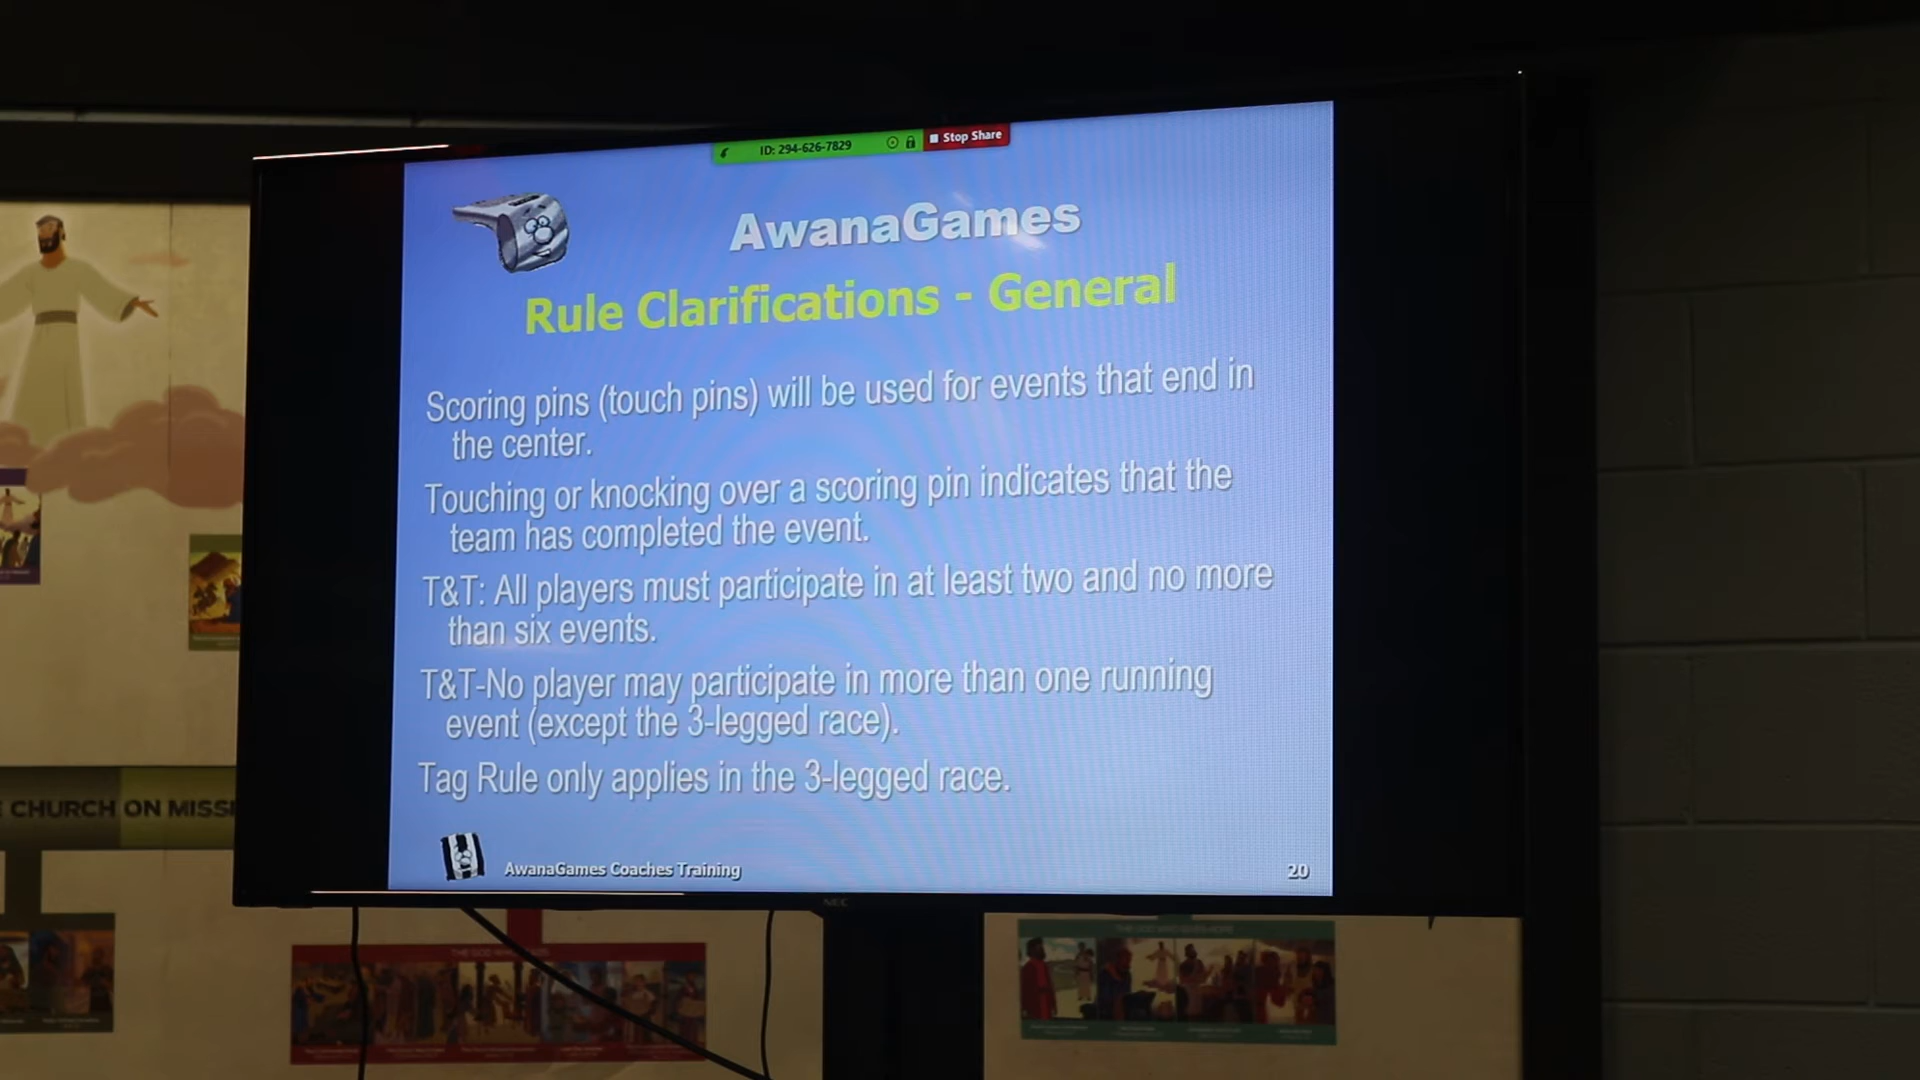 ID: 294-626-7829
Stop Share
AwanaGames
Rule Clarifications - General
Scoring pins (touch pins) will be used for events that end in
the center.
Touching or knocking over a scoring pin indicates that the
team has completed the event.
T&T: All players must participate in at least two and no more
than six events.
T&T-No player may participate in more than one running
event (except the 3-legged race).
Tag Rule only applies in the 3-legged race.
AwanaGames Coaches Training
20
NEC
CHURCH ON MISSI